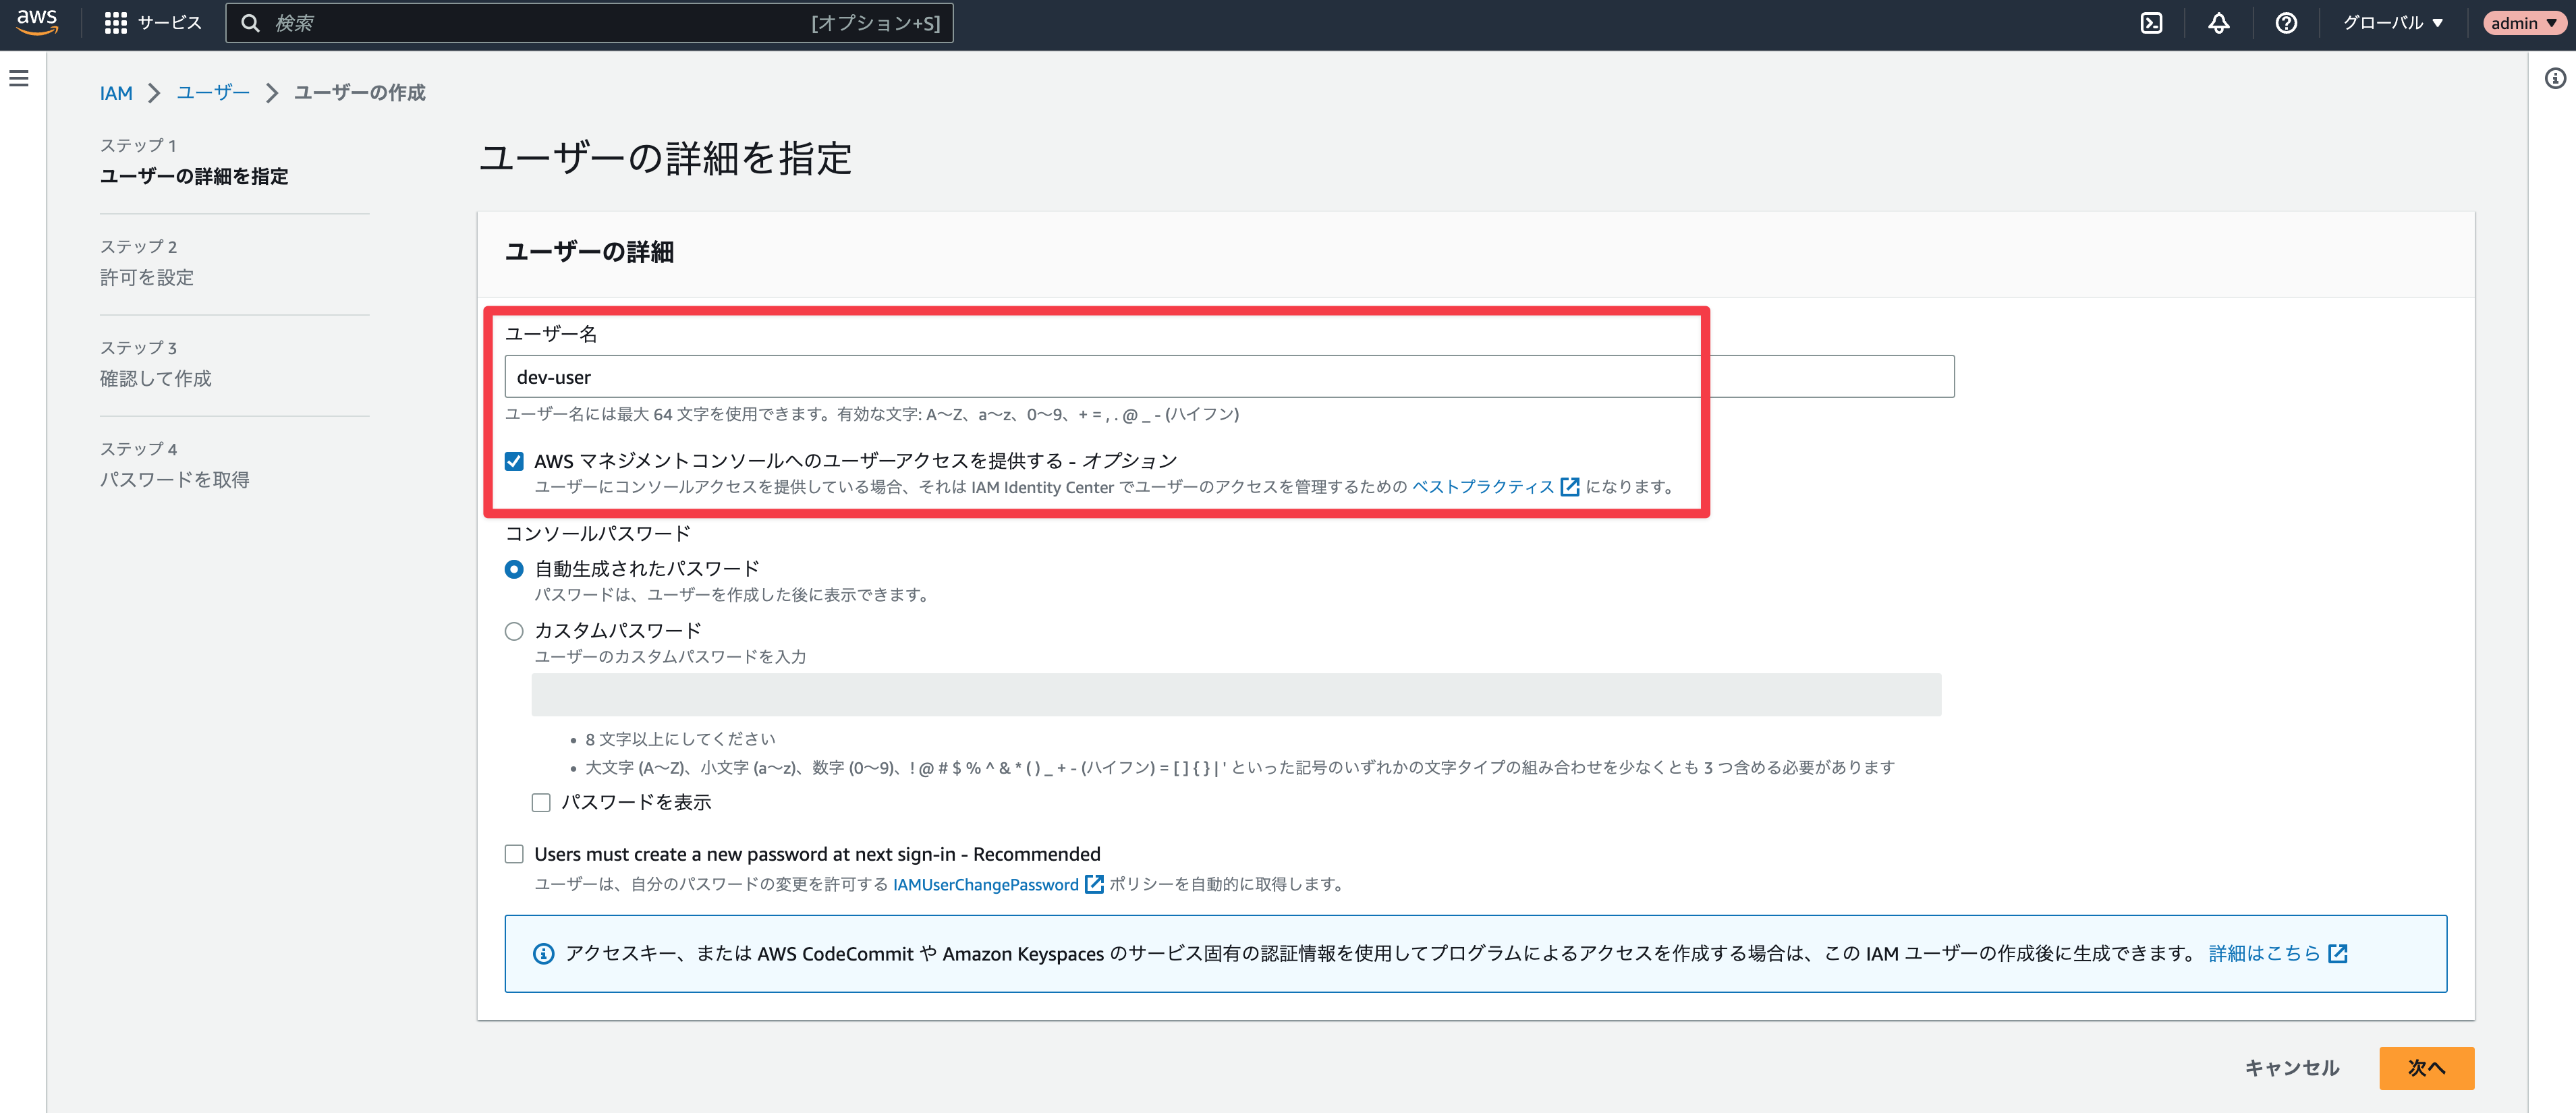 aws サービス 検索 [オプション+S] グローバル ▼ admin ▼
IAM > ユーザー > ユーザーの作成
ステップ 1
ユーザーの詳細を指定
ステップ 2
許可を設定
ステップ 3
確認して作成
ステップ 4
パスワードを取得
ユーザーの詳細を指定
ユーザーの詳細
ユーザー名
dev-user
ユーザー名には最大 64 文字を使用できます。有効な文字: A～Z、a～z、0～9、+ = , . @ _ - (ハイフン)
AWS マネジメントコンソールへのユーザーアクセスを提供する - オプション
ユーザーにコンソールアクセスを提供している場合、それは IAM Identity Center でユーザーのアクセスを管理するための ベストプラクティス になります。
コンソールパスワード
自動生成されたパスワード
パスワードは、ユーザーを作成した後に表示できます。
カスタムパスワード
ユーザーのカスタムパスワードを入力
• 8 文字以上にしてください
• 大文字 (A～Z)、小文字 (a～z)、数字 (0～9)、! @ # $ % ^ & * ( ) _ + - (ハイフン) = [ ] { } | ' といった記号のいずれかの文字タイプの組み合わせを少なくとも 3 つ含める必要があります
パスワードを表示
Users must create a new password at next sign-in - Recommended
ユーザーは、自分のパスワードの変更を許可する IAMUserChangePassword ポリシーを自動的に取得します。
アクセスキー、または AWS CodeCommit や Amazon Keyspaces のサービス固有の認証情報を使用してプログラムによるアクセスを作成する場合は、この IAM ユーザーの作成後に生成できます。 詳細はこちら
キャンセル 次へ